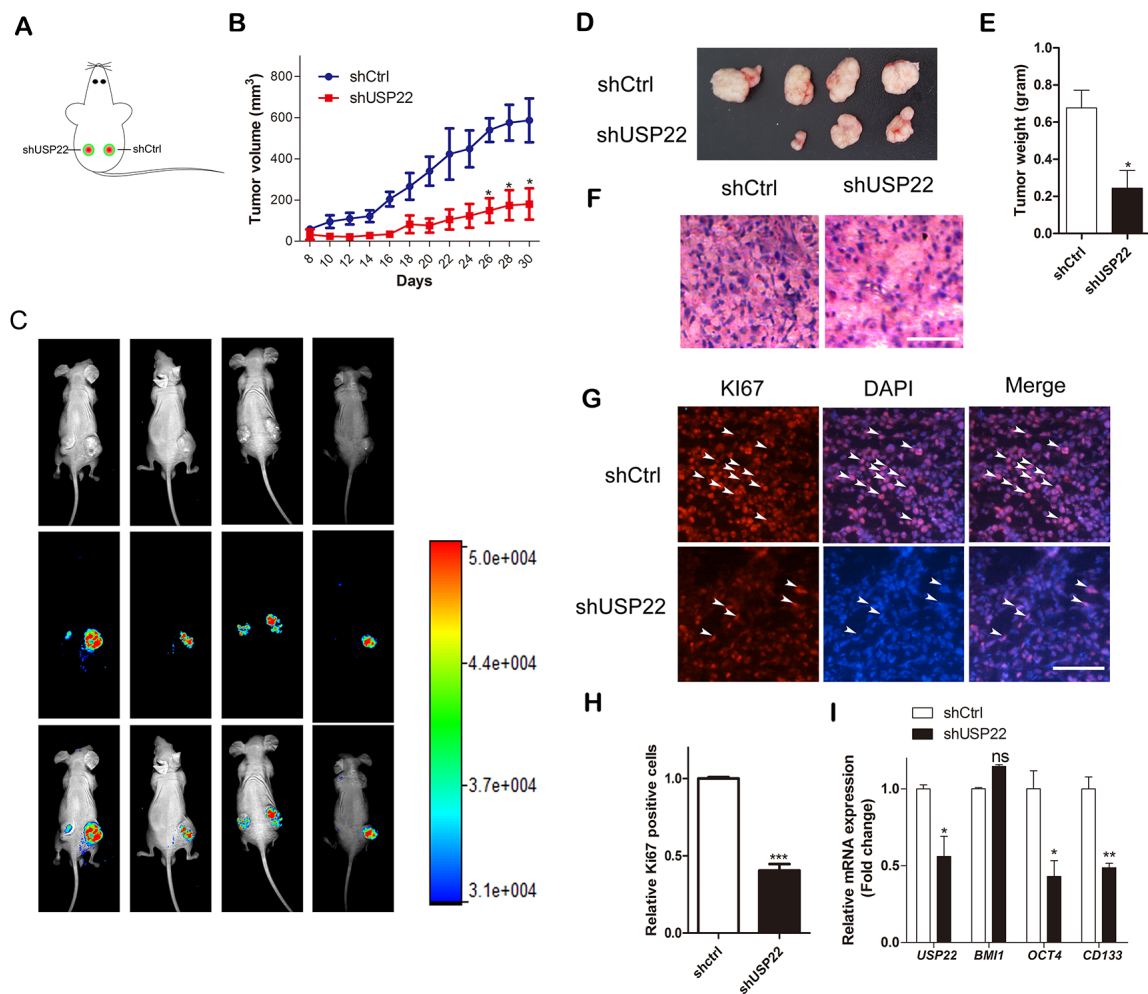 A
shUSP22
shCtrl
B
Tumor volume (mm³)
800
600
400
200
0
shCtrl
shUSP22
*
*
*
8
10
12
14
16
18
20
22
24
26
28
30
Days
C
5.0e+004
4.4e+004
3.7e+004
3.1e+004
D
shCtrl
shUSP22
E
Tumor weight (gram)
1.0
0.8
0.6
0.4
0.2
0.0
*
shCtrl
shUSP22
F
shCtrl
shUSP22
G
KI67
DAPI
Merge
shCtrl
shUSP22
H
Relative Ki67 positive cells
1.0
0.5
0.0
***
shctrl
shUSP22
I
shCtrl
shUSP22
Relative mRNA expression
(Fold change)
1.0
0.5
0.0
*
ns
*
**
USP22
BMI1
OCT4
CD133